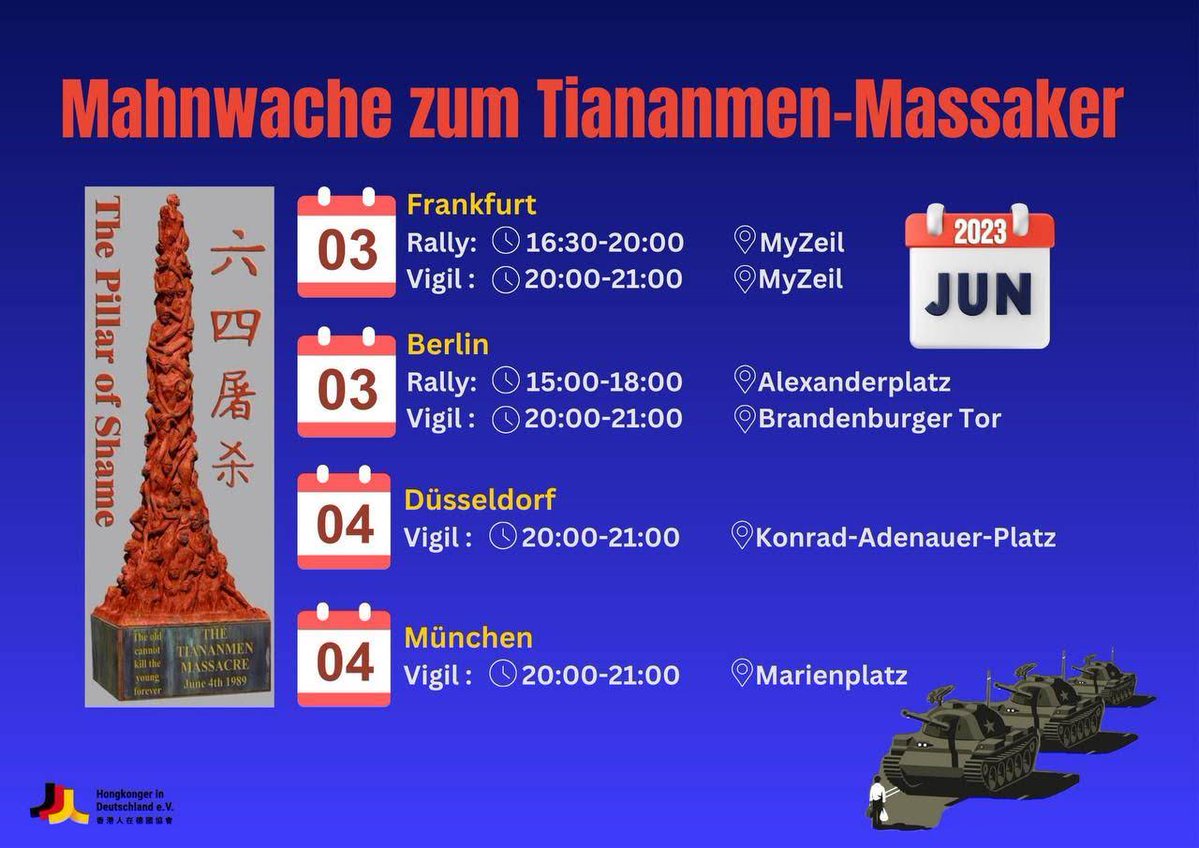 Mahnwache zum Tiananmen-Massaker
The Pillar of Shame
六四屠杀
The old
cannot
kill the
young
forever
THE
TIANANMEN
MASSACRE
June 4th 1989
03
Frankfurt
Rally: 16:30-20:00 MyZeil
Vigil : 20:00-21:00 MyZeil
2023
JUN
03
Berlin
Rally: 15:00-18:00 Alexanderplatz
Vigil : 20:00-21:00 Brandenburger Tor
04
Düsseldorf
Vigil : 20:00-21:00 Konrad-Adenauer-Platz
04
München
Vigil : 20:00-21:00 Marienplatz
Hongkonger in
Deutschland e.V.
香港人在德國協會